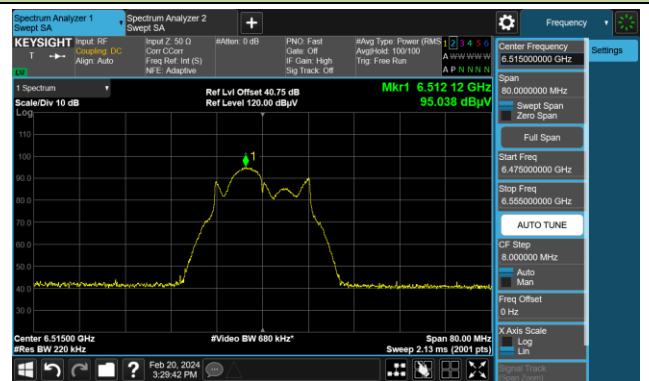 Spectrum Analyzer 1
Swept SA
Spectrum Analyzer 2
Swept SA
+
Frequency
KEYSIGHT
T
LV
Input: RF
Coupling: DC
Align: Auto
Input Z: 50 Ω
Corr CCorr
Freq Ref: Int (S)
NFE: Adaptive
#Atten: 0 dB
PNO: Fast
Gate: Off
IF Gain: High
Sig Track: Off
#Avg Type: Power (RMS
Avg|Hold: 100/100
Trig: Free Run
1 2 3 4 5 6
A W W W W W
A P N N N N
1 Spectrum
Scale/Div 10 dB
Log
Ref Lvl Offset 40.75 dB
Ref Level 120.00 dBµV
Mkr1 6.512 12 GHz
95.038 dBµV
110
100
90.0
80.0
70.0
60.0
50.0
40.0
30.0
1
Center 6.51500 GHz
#Res BW 220 kHz
#Video BW 680 kHz*
Span 80.00 MHz
Sweep 2.13 ms (2001 pts)
Feb 20, 2024
3:29:42 PM
?
Center Frequency
6.515000000 GHz
Settings
Span
80.0000000 MHz
Swept Span
Zero Span
Full Span
Start Freq
6.475000000 GHz
Stop Freq
6.555000000 GHz
AUTO TUNE
CF Step
8.000000 MHz
Auto
Man
Freq Offset
0 Hz
X Axis Scale
Log
Lin
Signal Track
(Span Zoom)